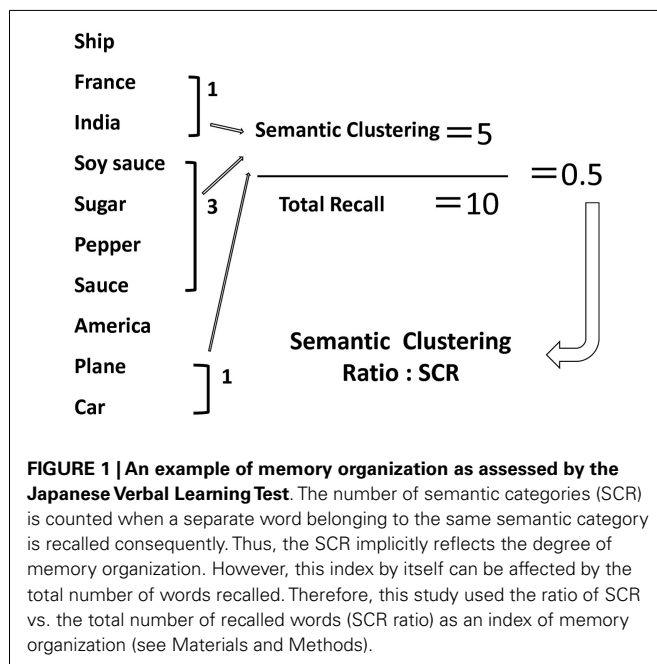 Ship
France
1
India
Semantic Clustering =5
Soy sauce
=0.5
Sugar
3
Total Recall =10
Pepper
Sauce
America
Semantic Clustering
Ratio : SCR
Plane
1
Car
FIGURE 1 | An example of memory organization as assessed by the
Japanese Verbal Learning Test. The number of semantic categories (SCR)
is counted when a separate word belonging to the same semantic category
is recalled consequently. Thus, the SCR implicitly reflects the degree of
memory organization. However, this index by itself can be affected by the
total number of words recalled. Therefore, this study used the ratio of SCR
vs. the total number of recalled words (SCR ratio) as an index of memory
organization (see Materials and Methods).